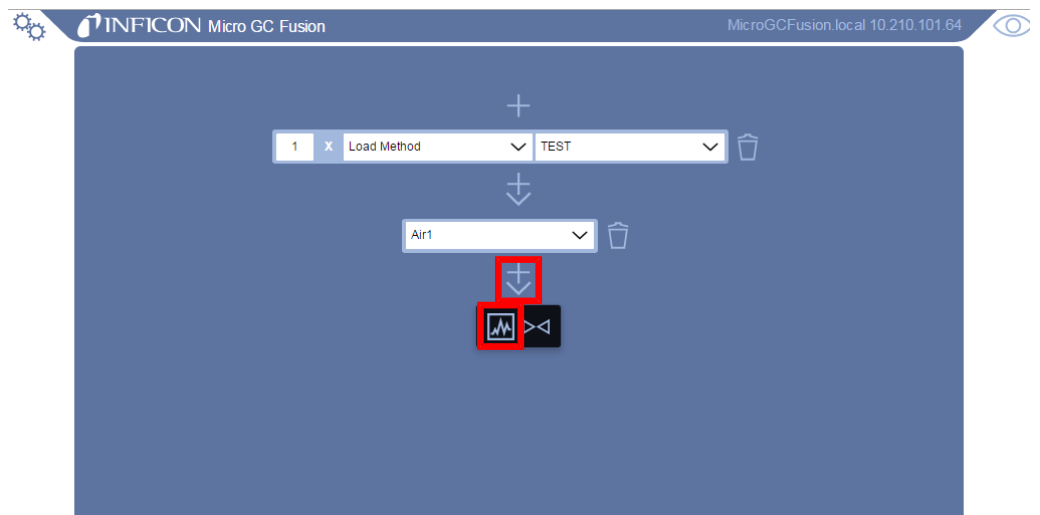 INFICON Micro GC Fusion MicroGCFusion.local 10.210.101.64
1 X Load Method TEST
Air1